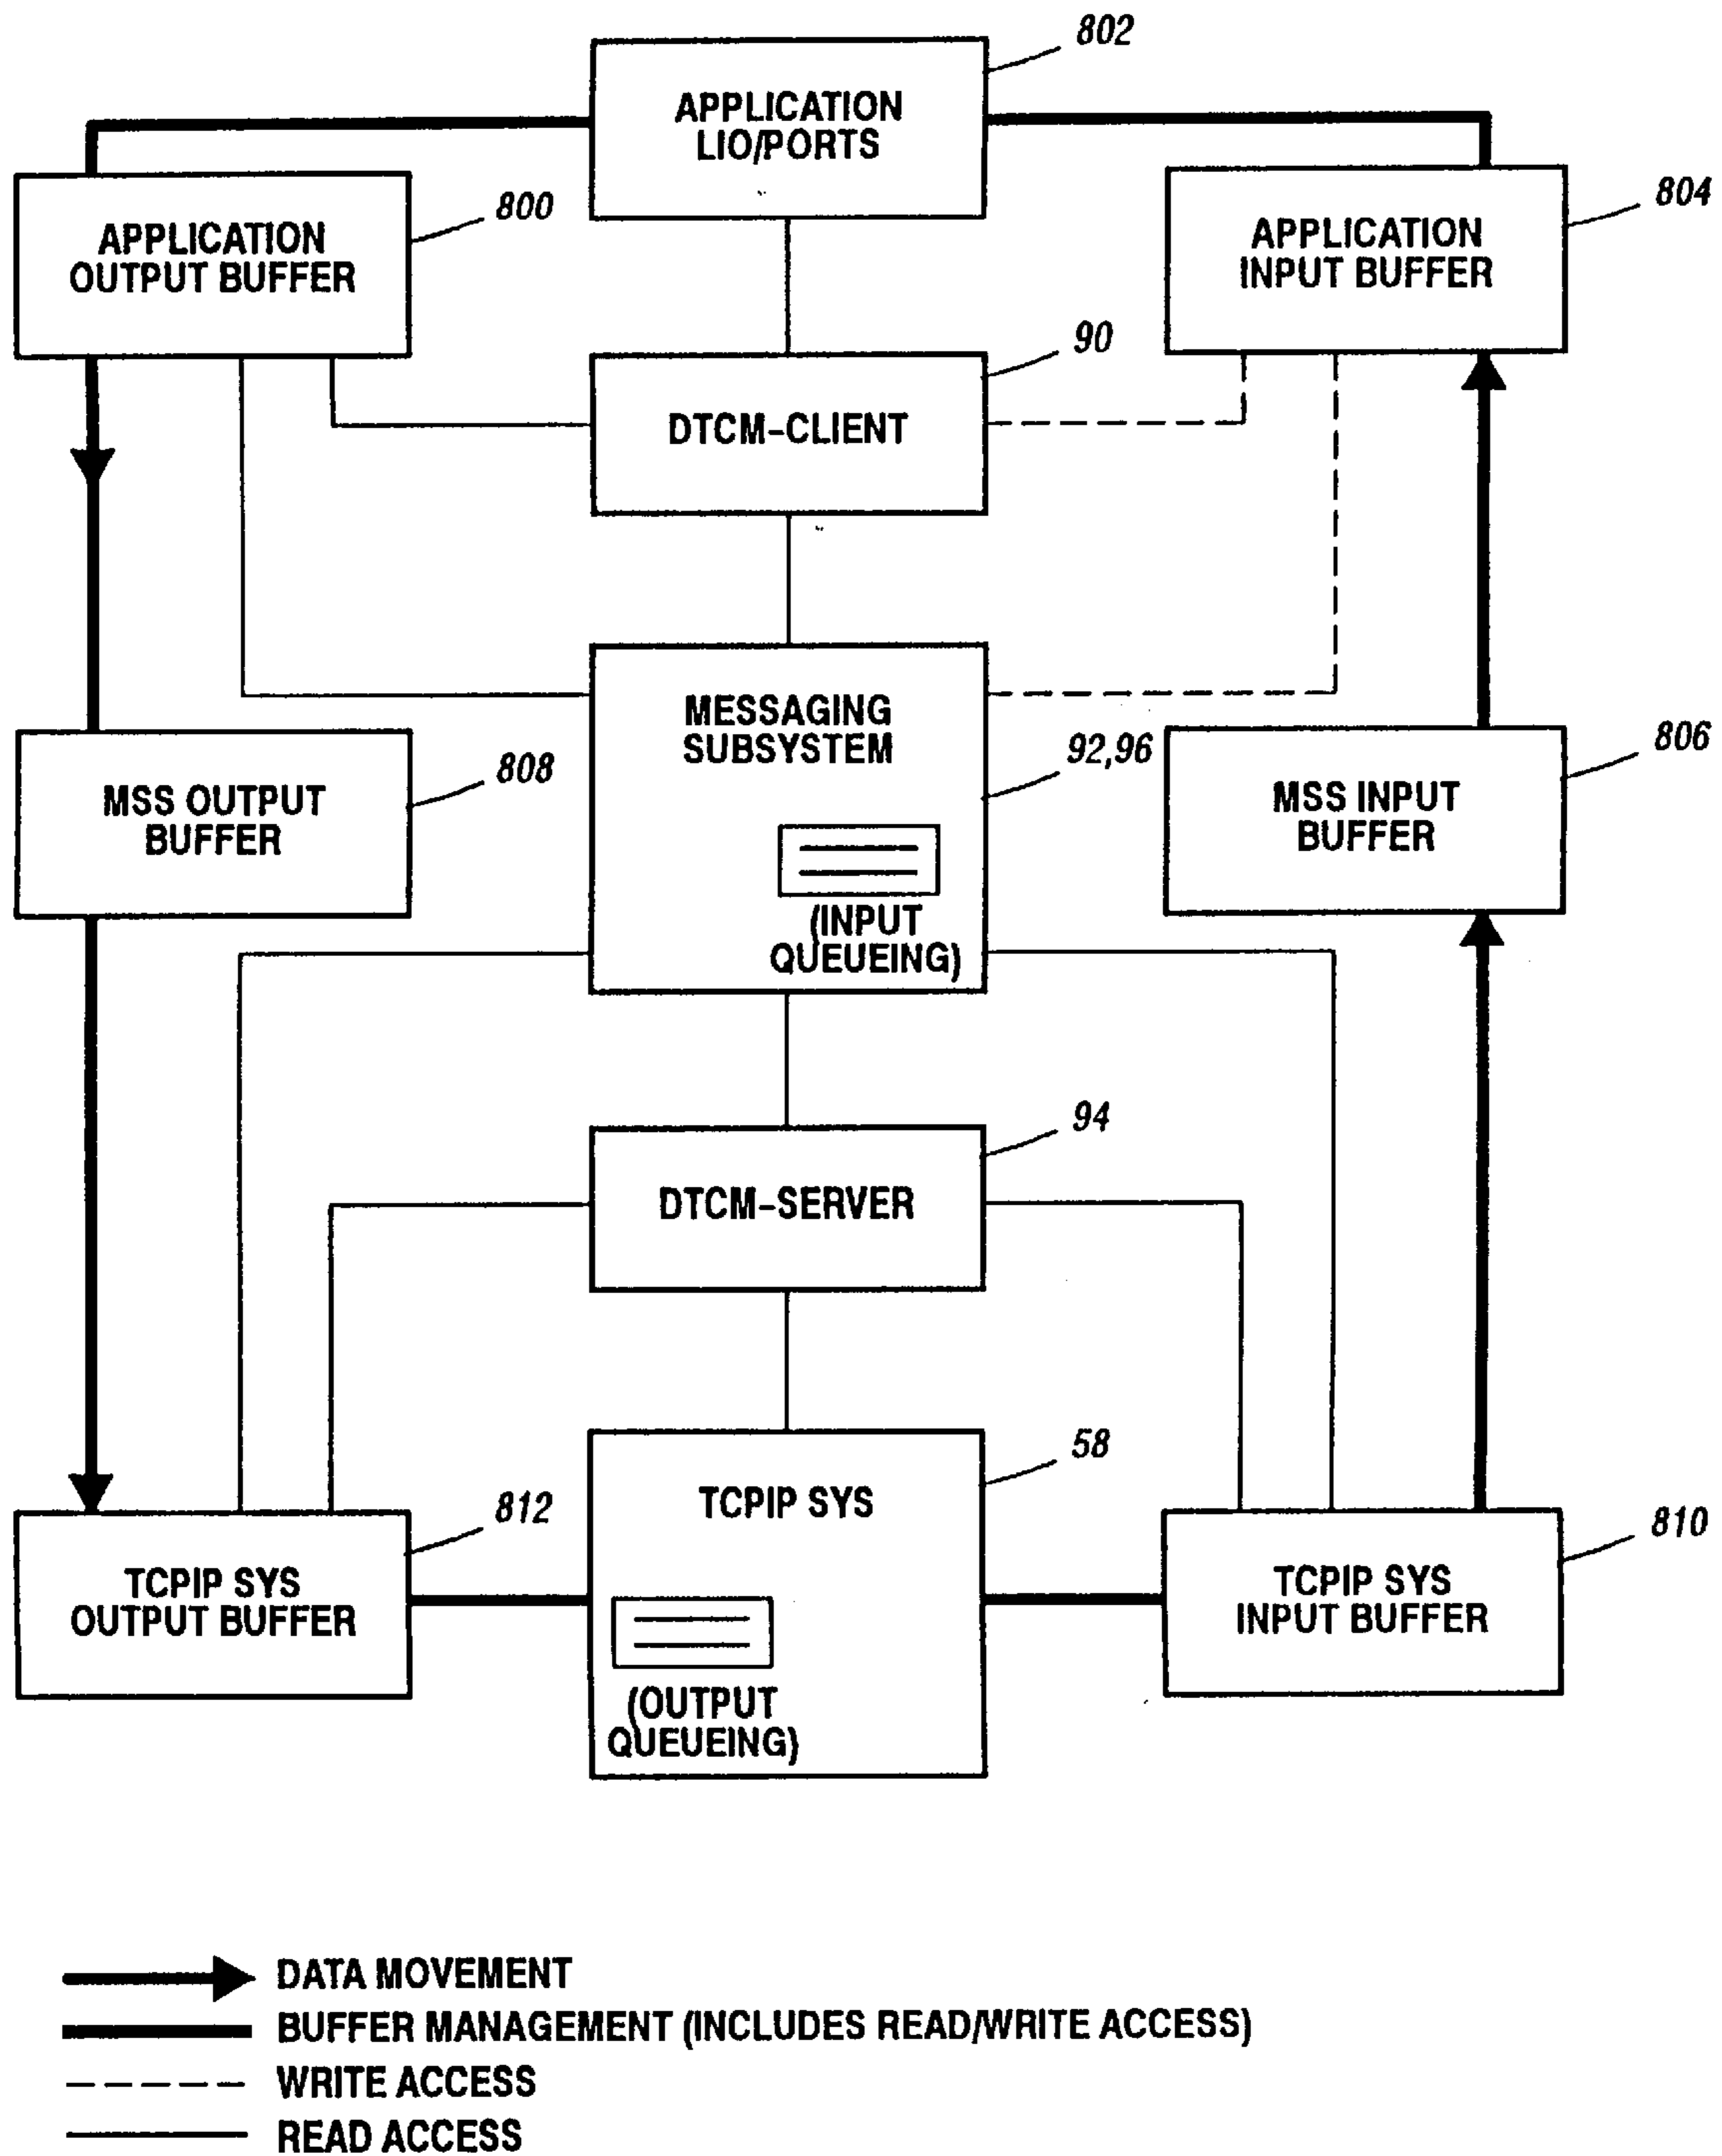 802
APPLICATION
LIO/PORTS
800
804
APPLICATION
OUTPUT BUFFER
APPLICATION
INPUT BUFFER
90
DTCM-CLIENT
MESSAGING
SUBSYSTEM
92,96
808
806
MSS OUTPUT
BUFFER
MSS INPUT
BUFFER
(INPUT
QUEUEING)
94
DTCM-SERVER
58
TCPIP SYS
812
810
TCPIP SYS
OUTPUT BUFFER
TCPIP SYS
INPUT BUFFER
(OUTPUT
QUEUEING)
DATA MOVEMENT
BUFFER MANAGEMENT (INCLUDES READ/WRITE ACCESS)
WRITE ACCESS
READ ACCESS